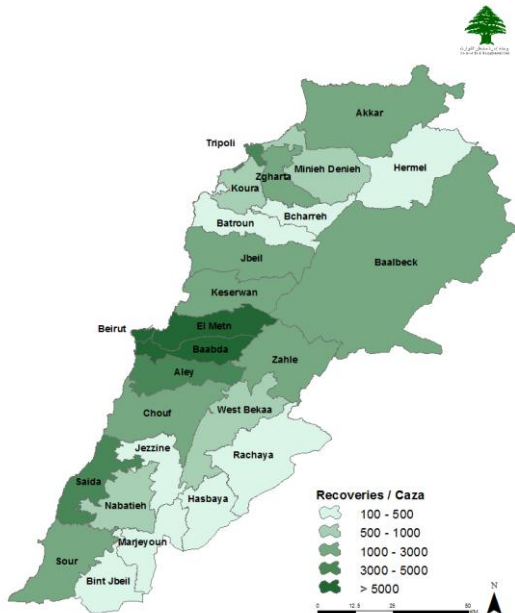 Akkar
Tripoli
Hermel
Minieh Denieh
Zgharta
Koura
Bcharreh
Batroun
Jbeil
Baalbeck
Keserwan
El Metn
Beirut
Baabda
Zahle
Aley
West Bekaa
Chouf
Jezzine
Rachaya
Saida
Hasbaya
Nabatieh
Marjeyoun
Sour
Bint Jbeil
Recoveries / Caza
100 - 500
500 - 1000
1000 - 3000
3000 - 5000
> 5000
N
0 12.5 25 50